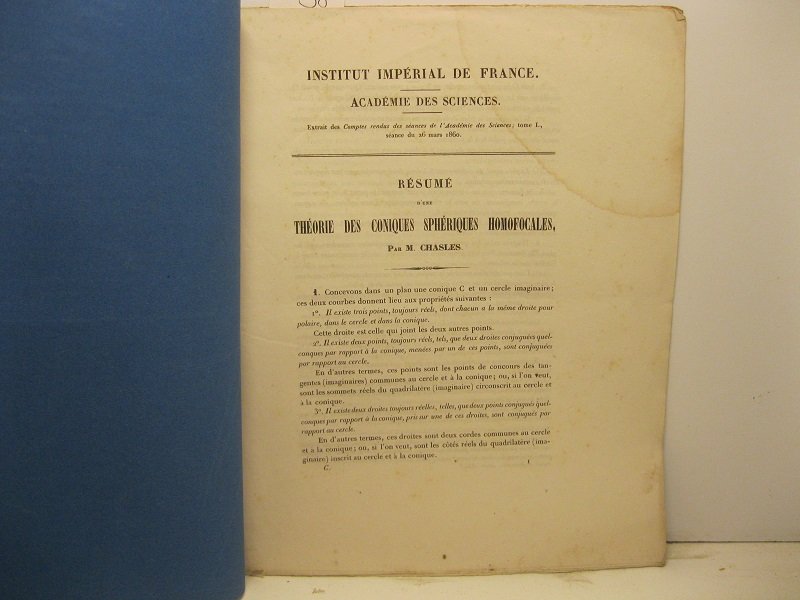 INSTITUT IMPÉRIAL DE FRANCE.
ACADÉMIE DES SCIENCES.
Extrait des Comptes rendus des séances de l'Académie des Sciences; tome L,
séance du 26 mars 1860.
RÉSUMÉ
D'UNE
THÉORIE DES CONIQUES SPHÉRIQUES HOMOFOCALES,
PAR M. CHASLES.
1. Concevons dans un plan une conique C et un cercle imaginaire;
ces deux courbes donnent lieu aux propriétés suivantes :
1°. Il existe trois points, toujours réels, dont chacun a la même droite pour
polaire, dans le cercle et dans la conique.
Cette droite est celle qui joint les deux autres points.
2°. Il existe deux points, toujours réels, tels, que deux droites conjuguées quel-
conques par rapport à la conique, menées par un de ces points, sont conjuguées
par rapport au cercle.
En d'autres termes, ces points sont les points de concours des tan-
gentes (imaginaires) communes au cercle et à la conique; ou, si l'on veut,
sont les sommets réels du quadrilatère (imaginaire) circonscrit au cercle et
à la conique.
3°. Il existe deux droites toujours réelles, telles, que deux points conjugués quel-
conques par rapport à la conique, pris sur une de ces droites, sont conjugués par
rapport au cercle.
En d'autres termes, ces droites sont deux cordes communes au cercle
et à la conique; ou, si l'on veut, sont les côtés réels du quadrilatère (ima-
ginaire) inscrit au cercle et à la conique.
C. 1